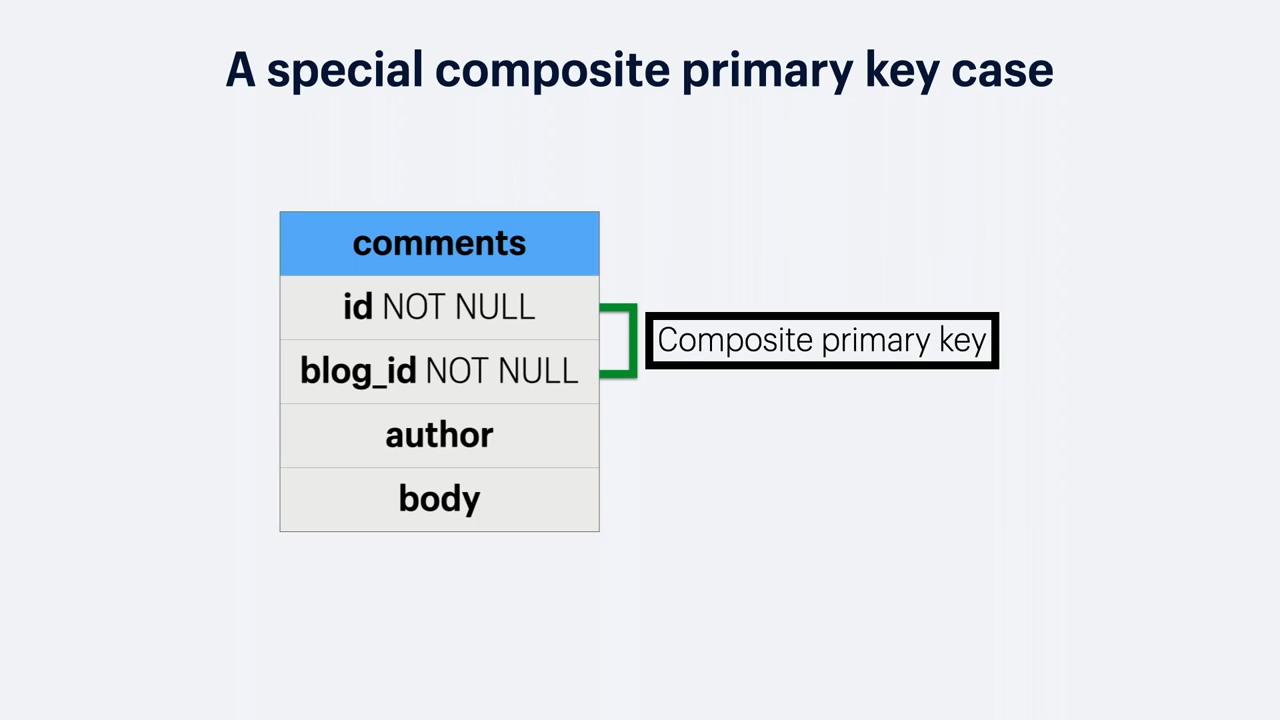 A special composite primary key case
comments
id NOT NULL
Composite primary key
blog_id NOT NULL
author
body